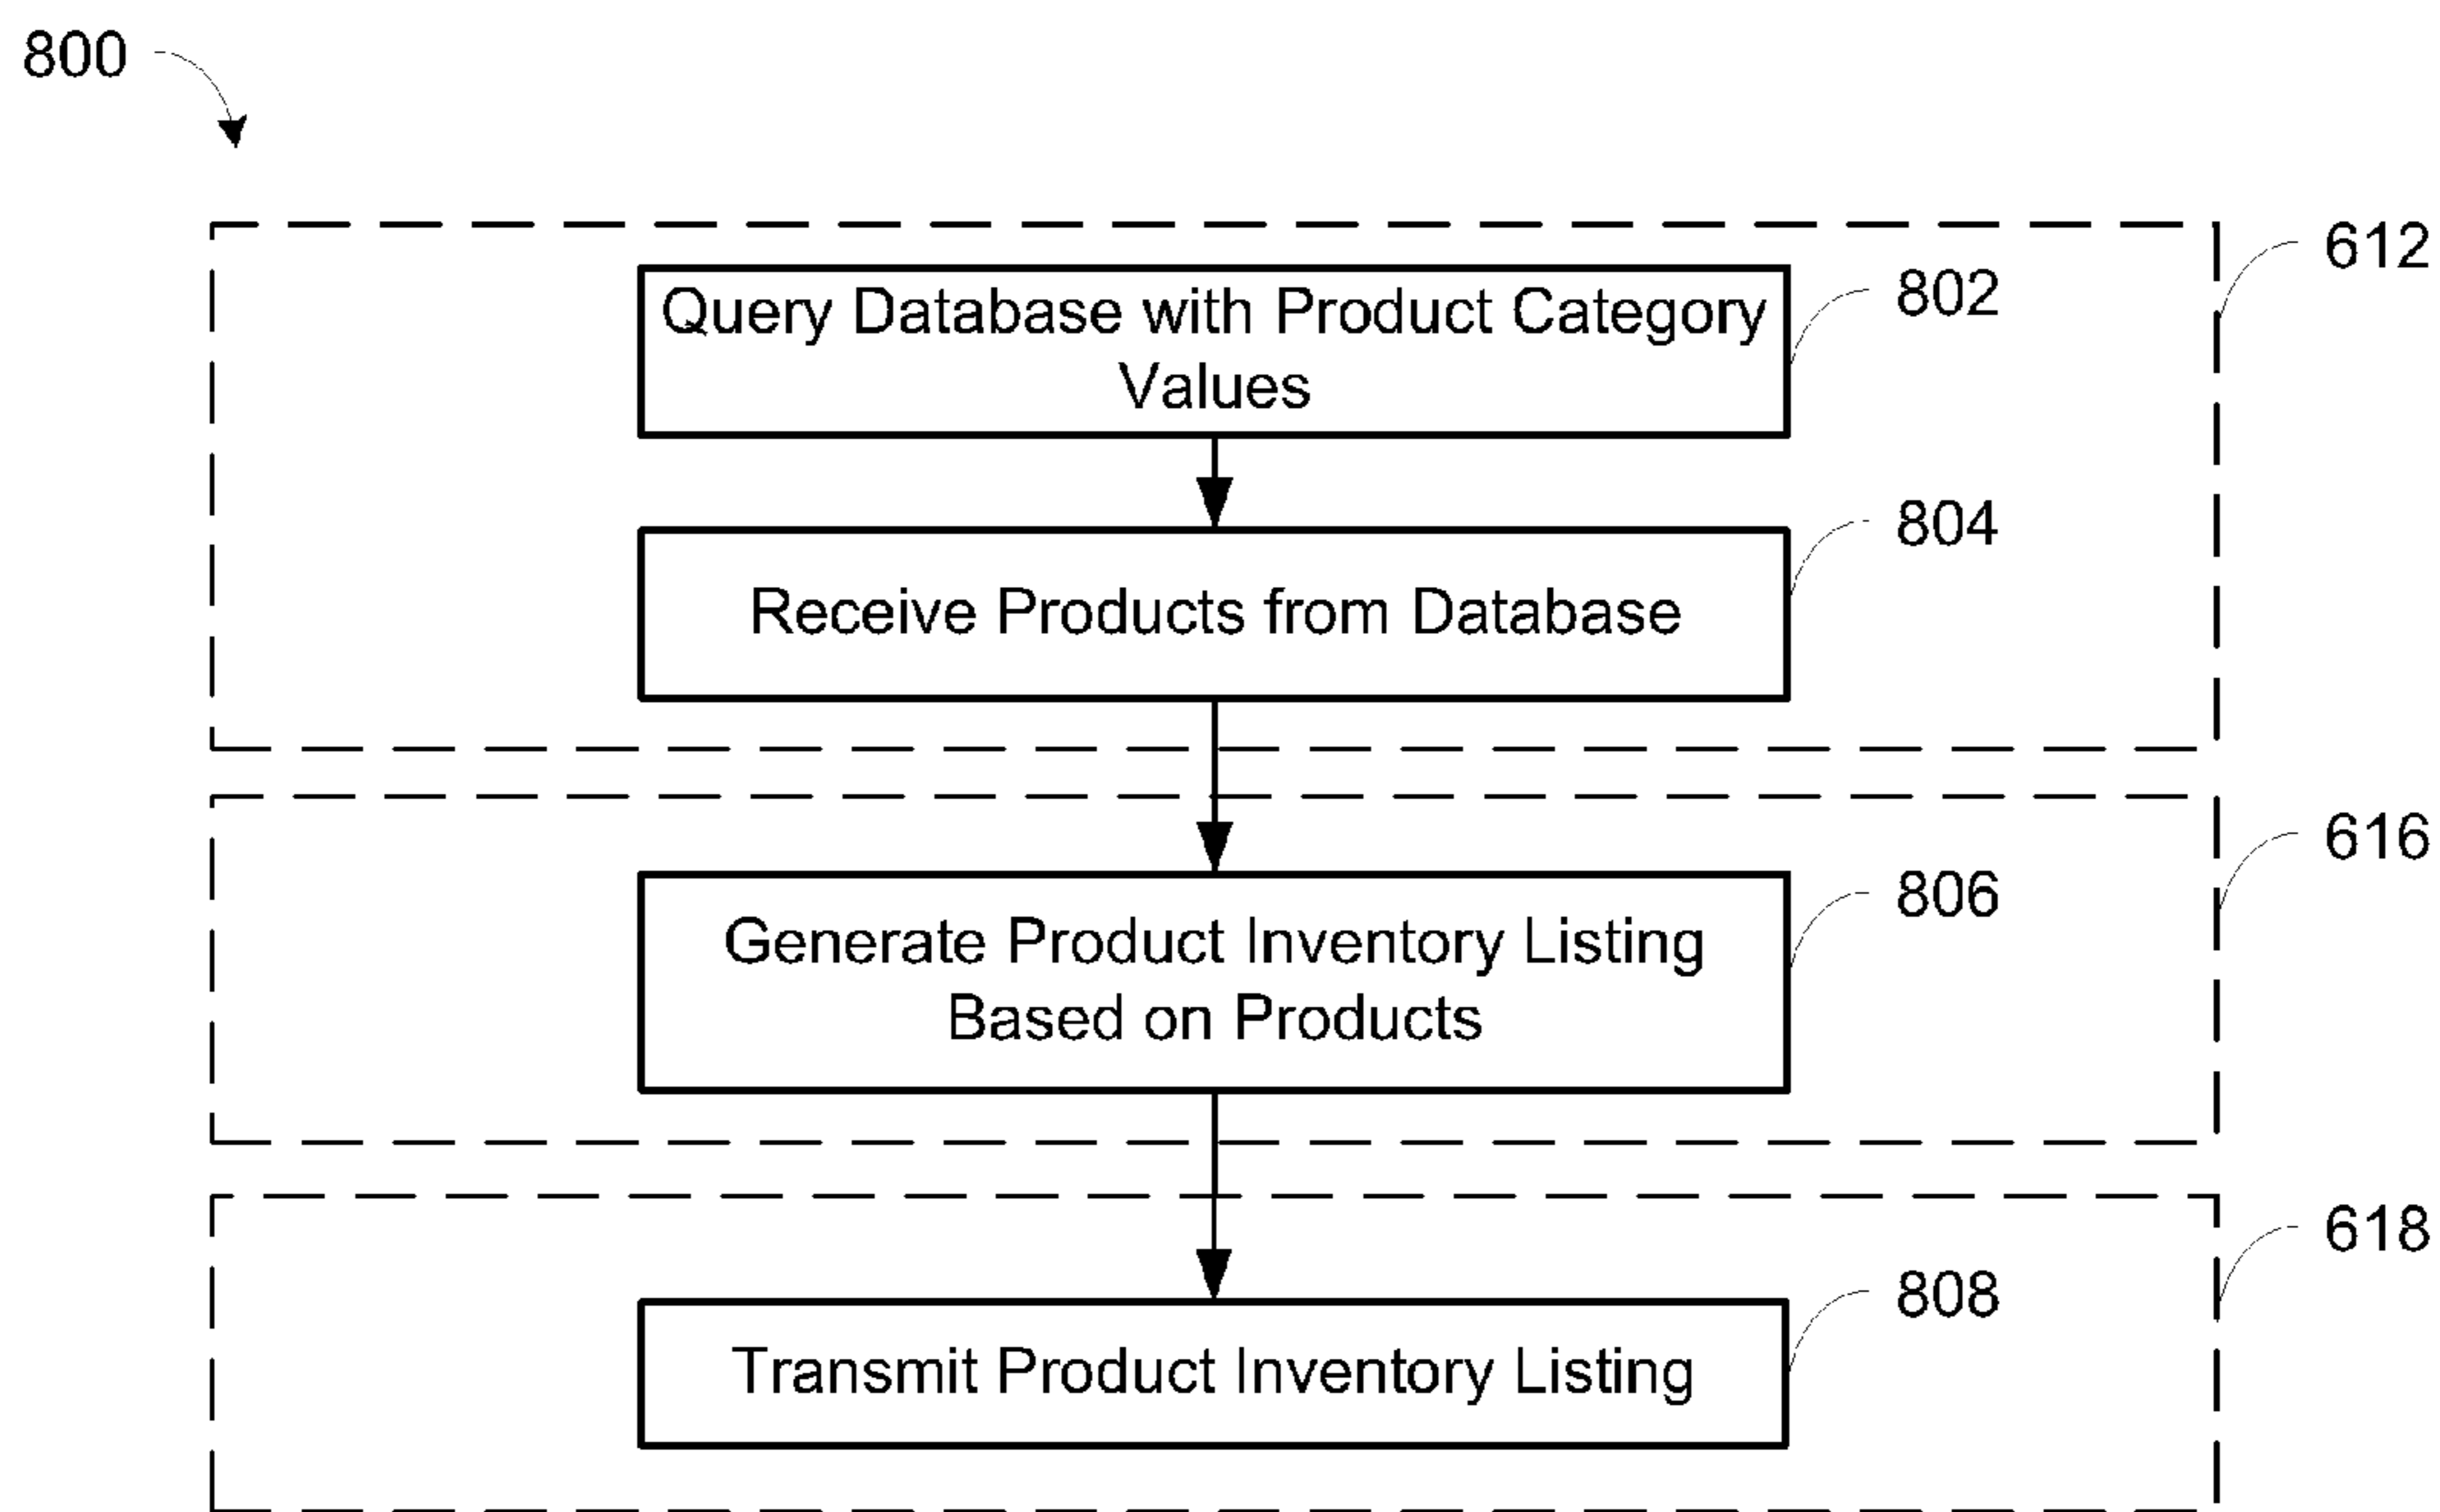 800
612
Query Database with Product Category
Values
802
Receive Products from Database
804
616
Generate Product Inventory Listing
Based on Products
806
618
Transmit Product Inventory Listing
808